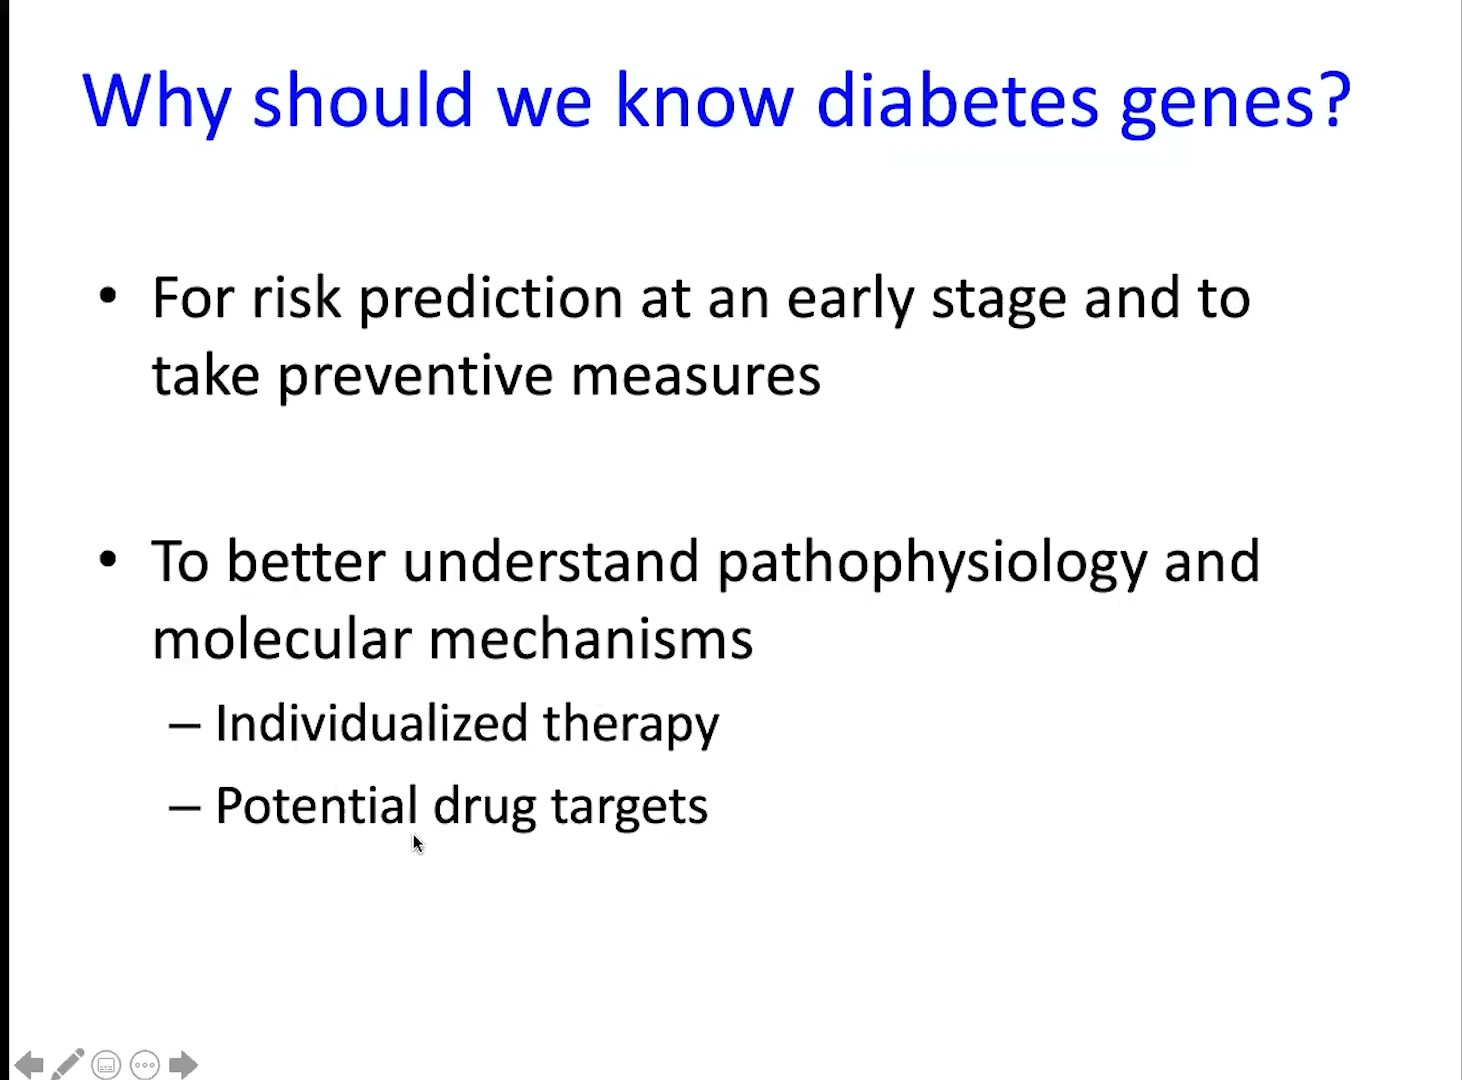 Why should we know diabetes genes?
• For risk prediction at an early stage and to
take preventive measures
• To better understand pathophysiology and
molecular mechanisms
– Individualized therapy
– Potential drug targets